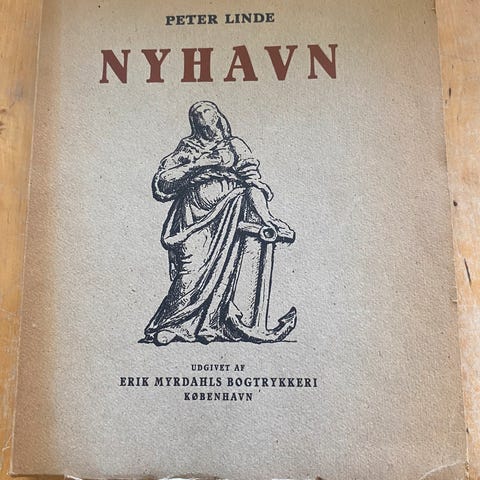 PETER LINDE
NYHAVN
UDGIVET AF
ERIK MYRDAHLS BOGTRYKKERI
KØBENHAVN